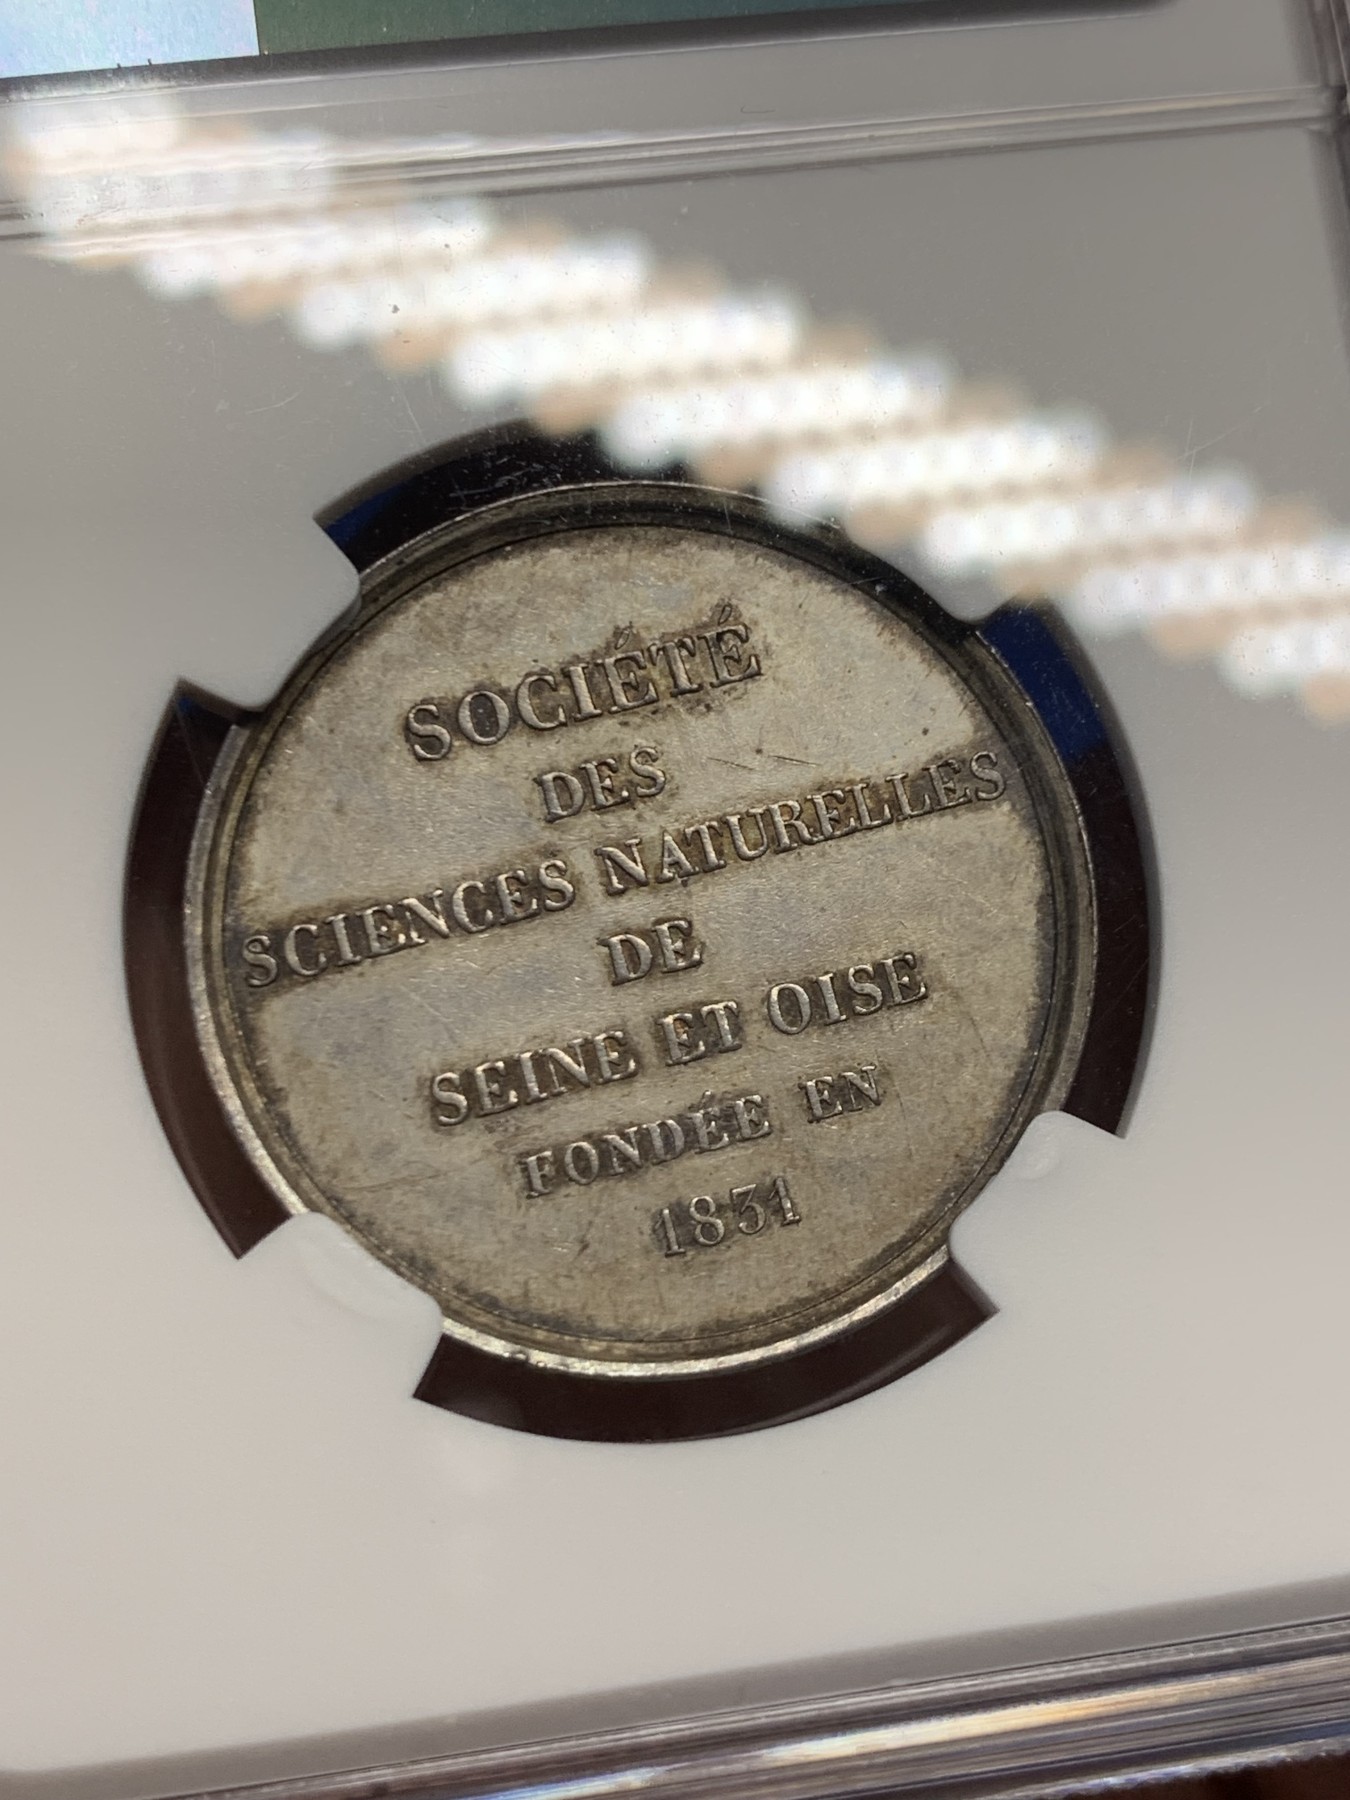 SOCIÉTÉ
DES
SCIENCES NATURELLES
DE
SEINE ET OISE
FONDÉE EN
1831